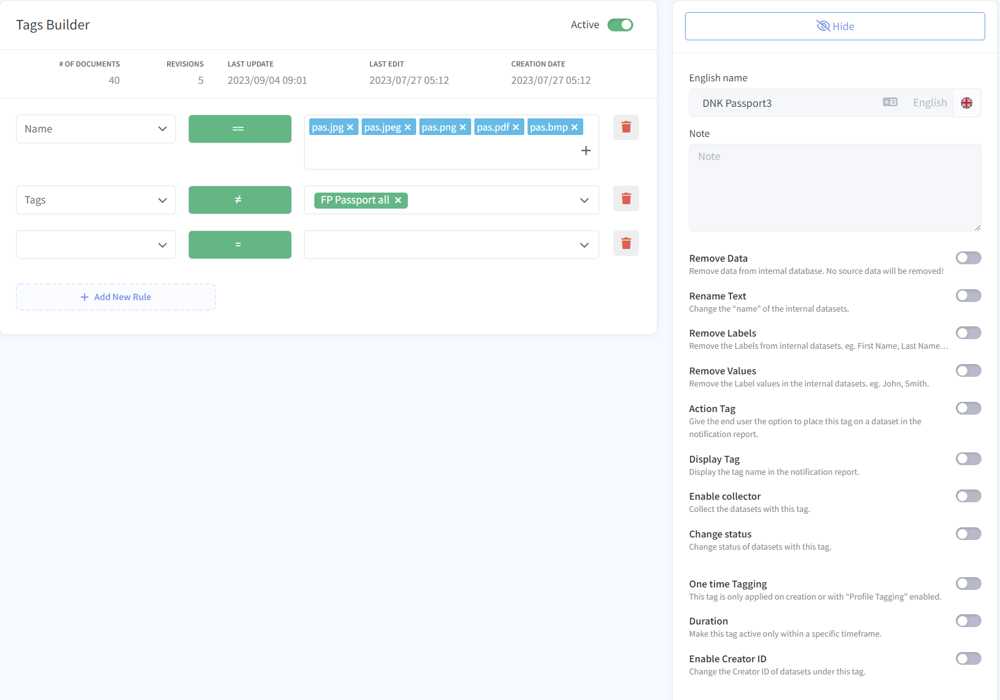 Tags Builder
Active
# OF DOCUMENTS
REVISIONS
LAST UPDATE
LAST EDIT
CREATION DATE
40
5
2023/09/04 09:01
2023/07/27 05:12
2023/07/27 05:12
Name
==
pas.jpg ×
pas.jpeg ×
pas.png ×
pas.pdf ×
pas.bmp ×
+
Tags
≠
FP Passport all ×
=
+ Add New Rule
Hide
English name
DNK Passport3
English
Note
Note
Remove Data
Remove data from internal database. No source data will be removed!
Rename Text
Change the “name” of the internal datasets.
Remove Labels
Remove the Labels from internal datasets. eg. First Name, Last Name…
Remove Values
Remove the Label values in the internal datasets. eg. John, Smith.
Action Tag
Give the end user the option to place this tag on a dataset in the
notification report.
Display Tag
Display the tag name in the notification report.
Enable collector
Collect the datasets with this tag.
Change status
Change status of datasets with this tag.
One time Tagging
This tag is only applied on creation or with “Profile Tagging” enabled.
Duration
Make this tag active only within a specific timeframe.
Enable Creator ID
Change the Creator ID of datasets under this tag.